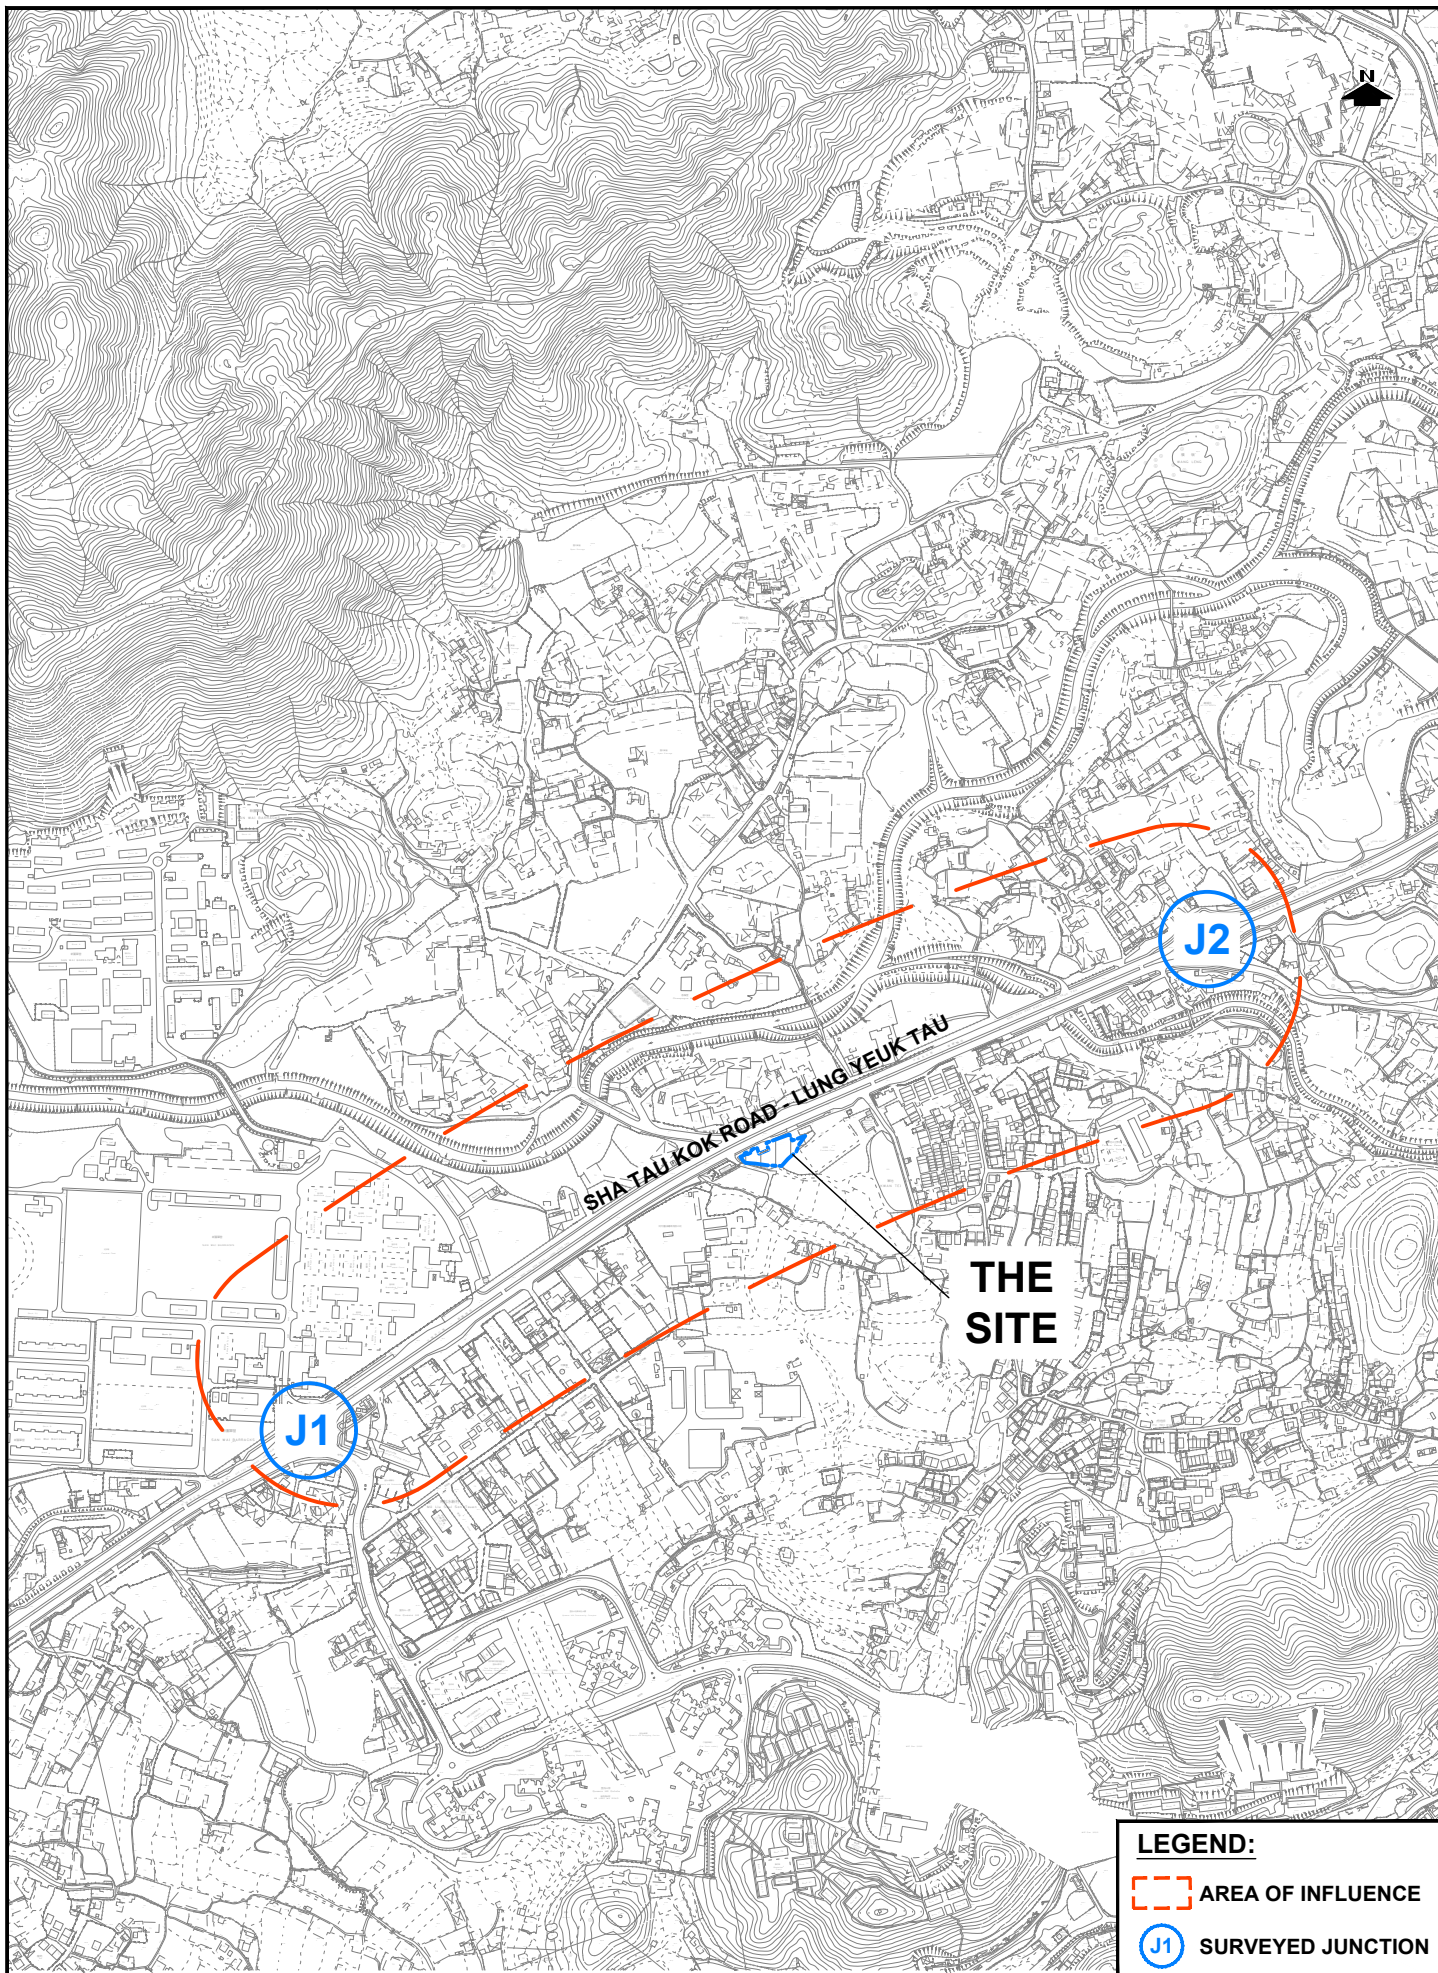 N
J2
SHA TAU KOK ROAD - LUNG YEUK TAU
THE
SITE
J1
LEGEND:
AREA OF INFLUENCE
J1 SURVEYED JUNCTION